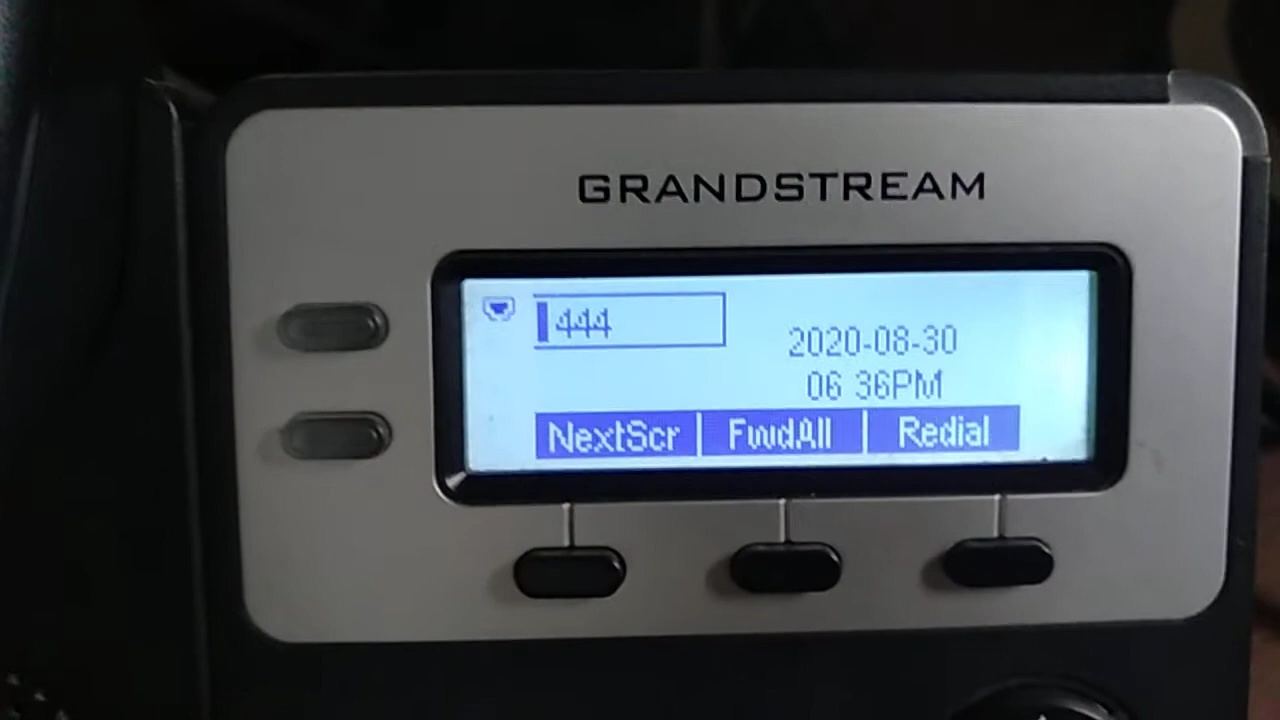 GRANDSTREAM
444
2020-08-30
06 36PM
NextScr FwdAll Redial